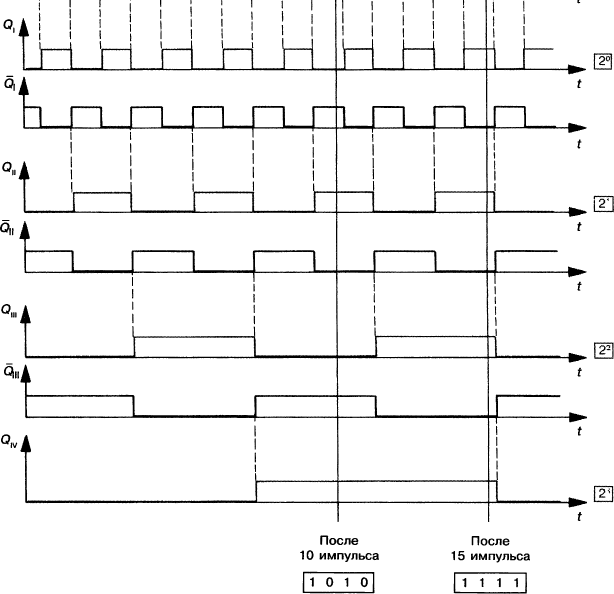 t
Q_I
2⁰
t
Q̄_I
t
Q_II
2¹
t
Q̄_II
t
Q_III
2²
t
Q̄_III
t
Q_IV
t
После
10 импульса
1 0 1 0
После
15 импульса
1 1 1 1